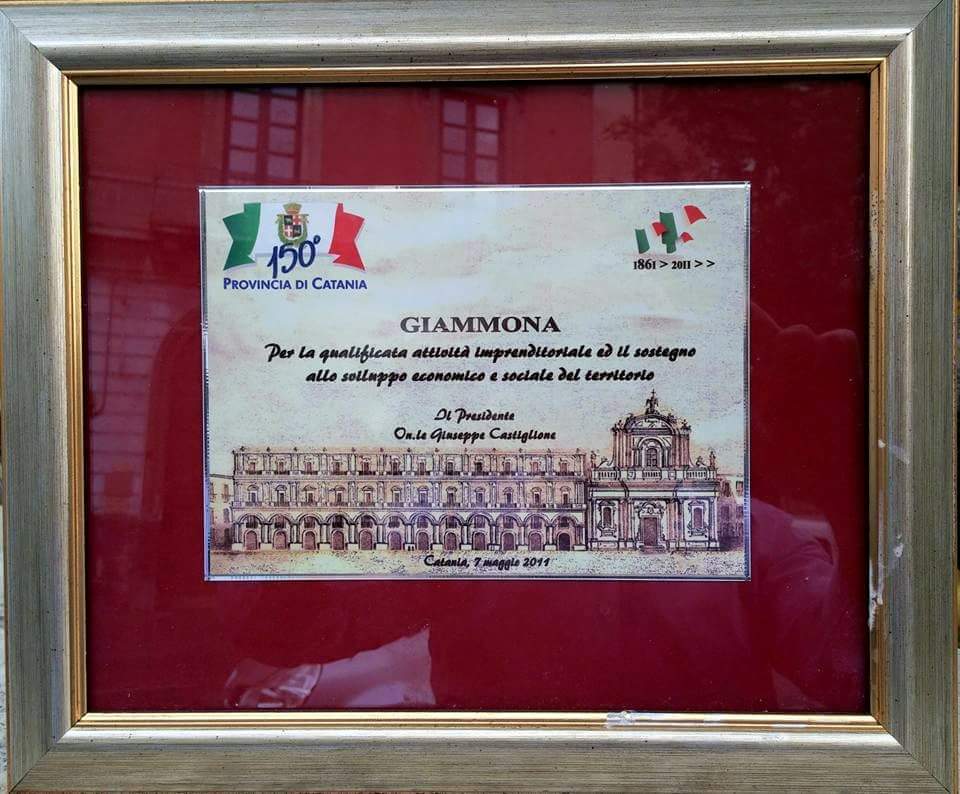 150°
PROVINCIA DI CATANIA
1861 > 2011 > >
GIAMMONA
Per la qualificata attività imprenditoriale ed il sostegno
allo sviluppo economico e sociale del territorio
Il Presidente
On.le Giuseppe Castiglione
Catania, 7 maggio 2011